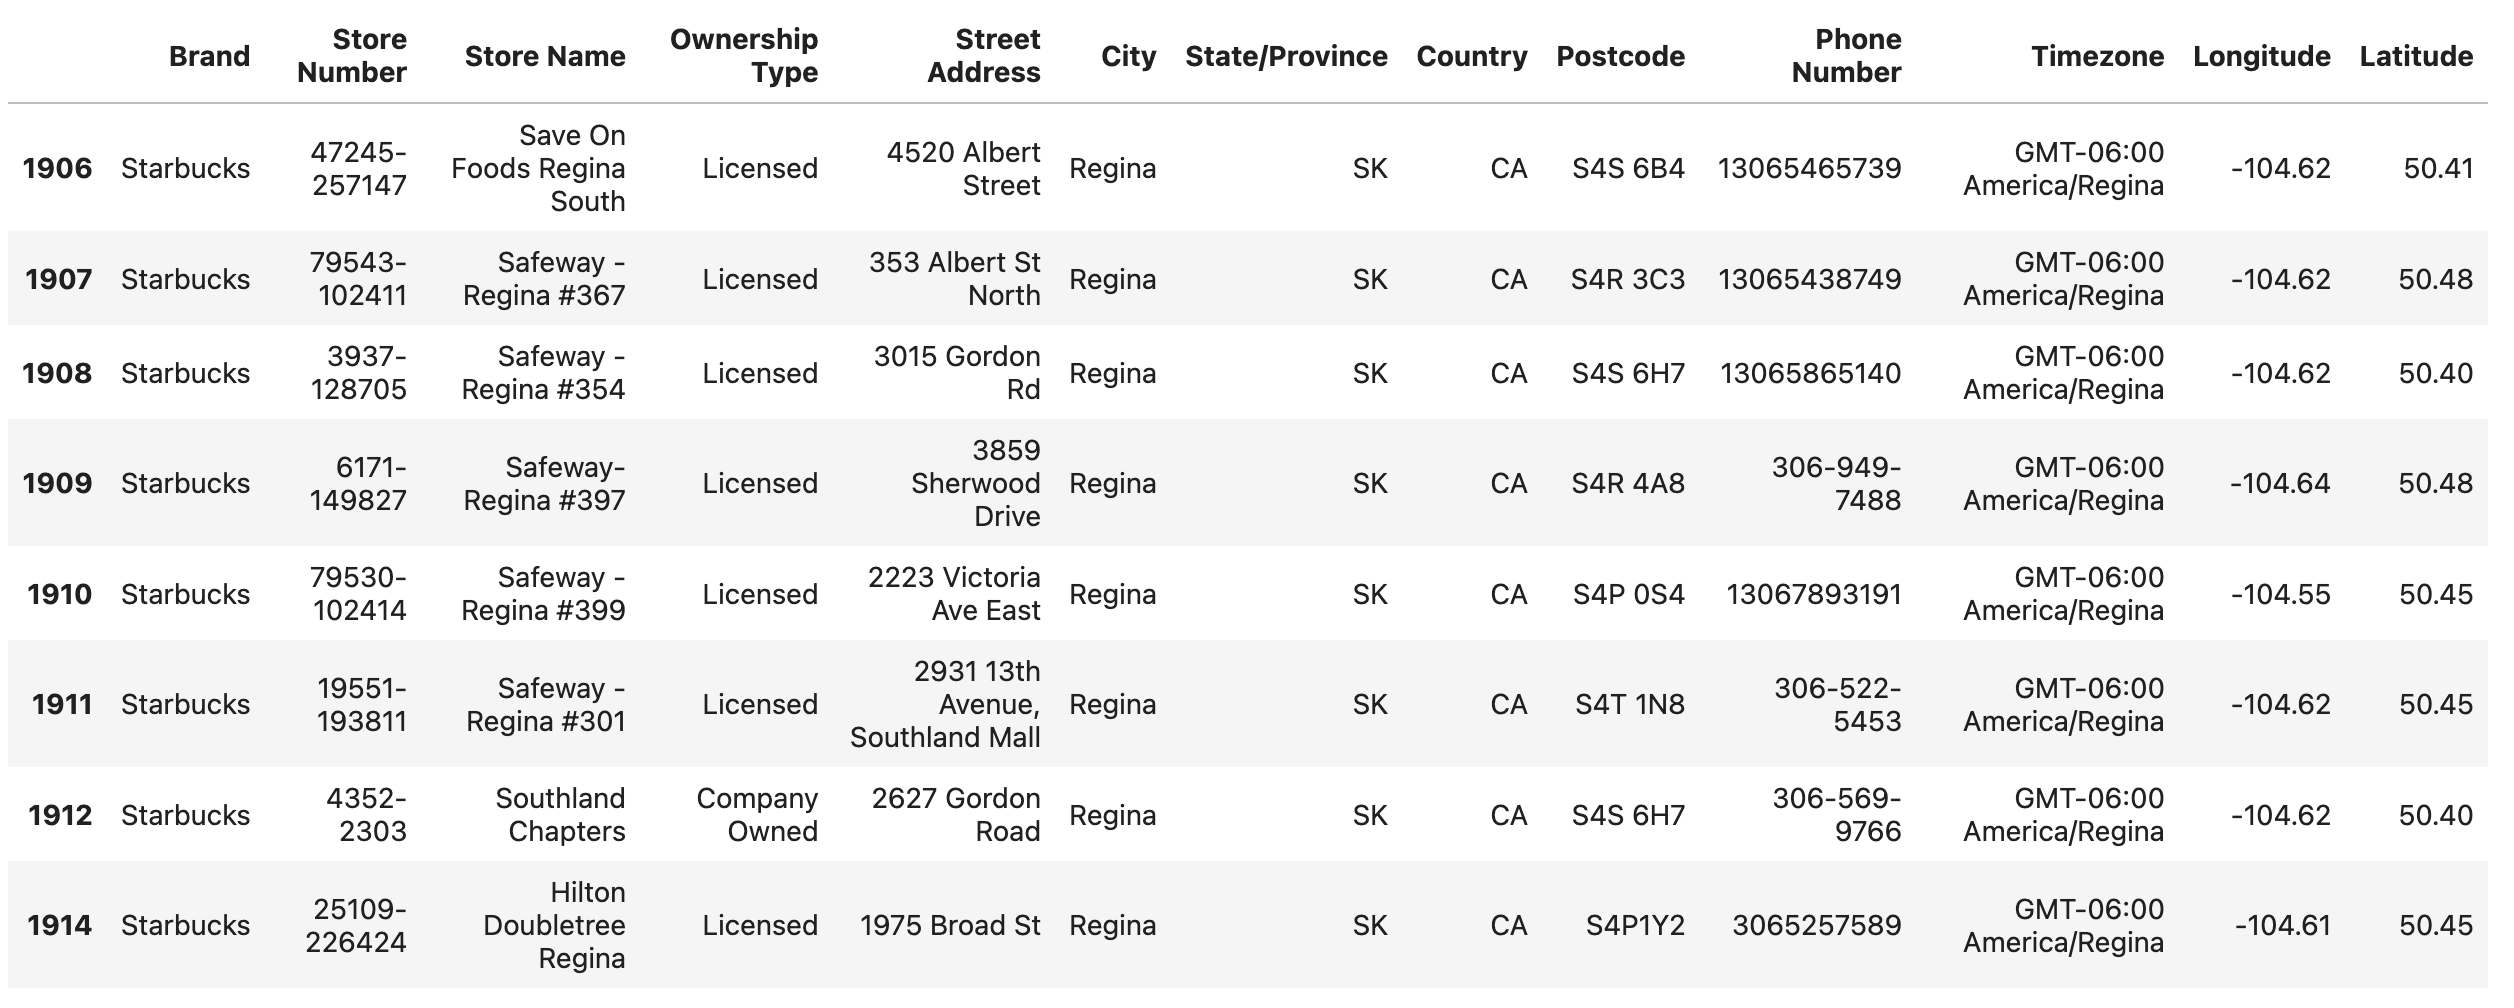 Brand Store Number Store Name Ownership Type Street Address City State/Province Country Postcode Phone Number Timezone Longitude Latitude
1906 Starbucks 47245-257147 Save On Foods Regina South Licensed 4520 Albert Street Regina SK CA S4S 6B4 13065465739 GMT-06:00 America/Regina -104.62 50.41
1907 Starbucks 79543-102411 Safeway - Regina #367 Licensed 353 Albert St North Regina SK CA S4R 3C3 13065438749 GMT-06:00 America/Regina -104.62 50.48
1908 Starbucks 3937-128705 Safeway - Regina #354 Licensed 3015 Gordon Rd Regina SK CA S4S 6H7 13065865140 GMT-06:00 America/Regina -104.62 50.40
1909 Starbucks 6171-149827 Safeway-Regina #397 Licensed 3859 Sherwood Drive Regina SK CA S4R 4A8 306-949-7488 GMT-06:00 America/Regina -104.64 50.48
1910 Starbucks 79530-102414 Safeway - Regina #399 Licensed 2223 Victoria Ave East Regina SK CA S4P 0S4 13067893191 GMT-06:00 America/Regina -104.55 50.45
1911 Starbucks 19551-193811 Safeway - Regina #301 Licensed 2931 13th Avenue, Southland Mall Regina SK CA S4T 1N8 306-522-5453 GMT-06:00 America/Regina -104.62 50.45
1912 Starbucks 4352-2303 Southland Chapters Company Owned 2627 Gordon Road Regina SK CA S4S 6H7 306-569-9766 GMT-06:00 America/Regina -104.62 50.40
1914 Starbucks 25109-226424 Hilton Doubletree Regina Licensed 1975 Broad St Regina SK CA S4P1Y2 3065257589 GMT-06:00 America/Regina -104.61 50.45